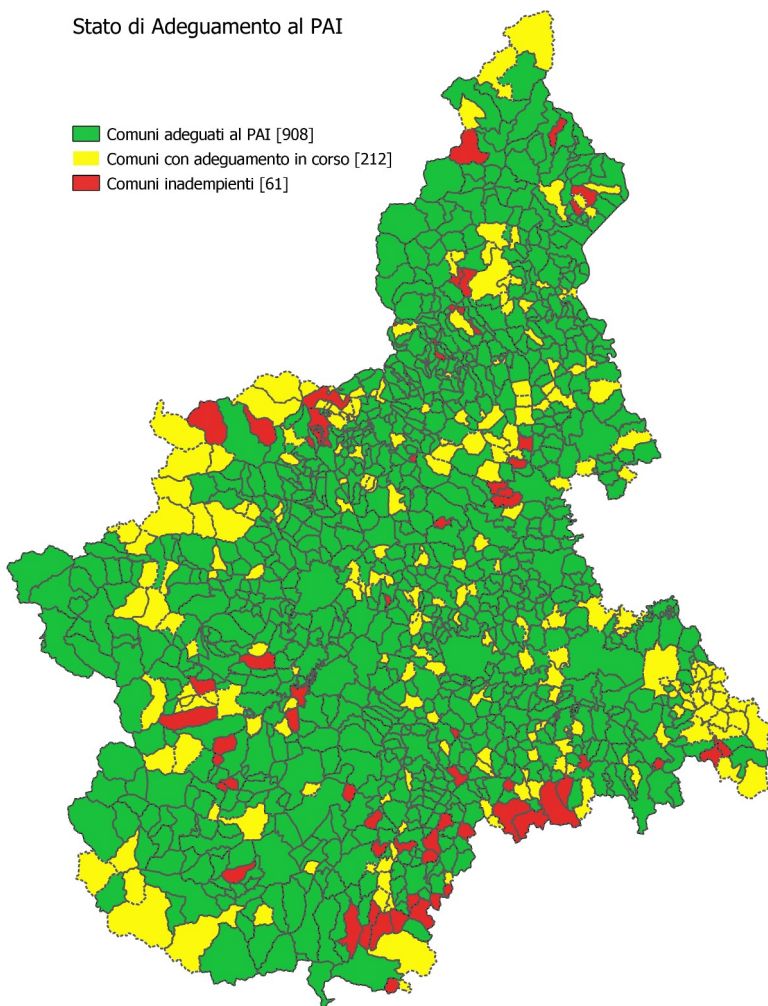 Stato di Adeguamento al PAI
Comuni adeguati al PAI [908]
Comuni con adeguamento in corso [212]
Comuni inadempienti [61]